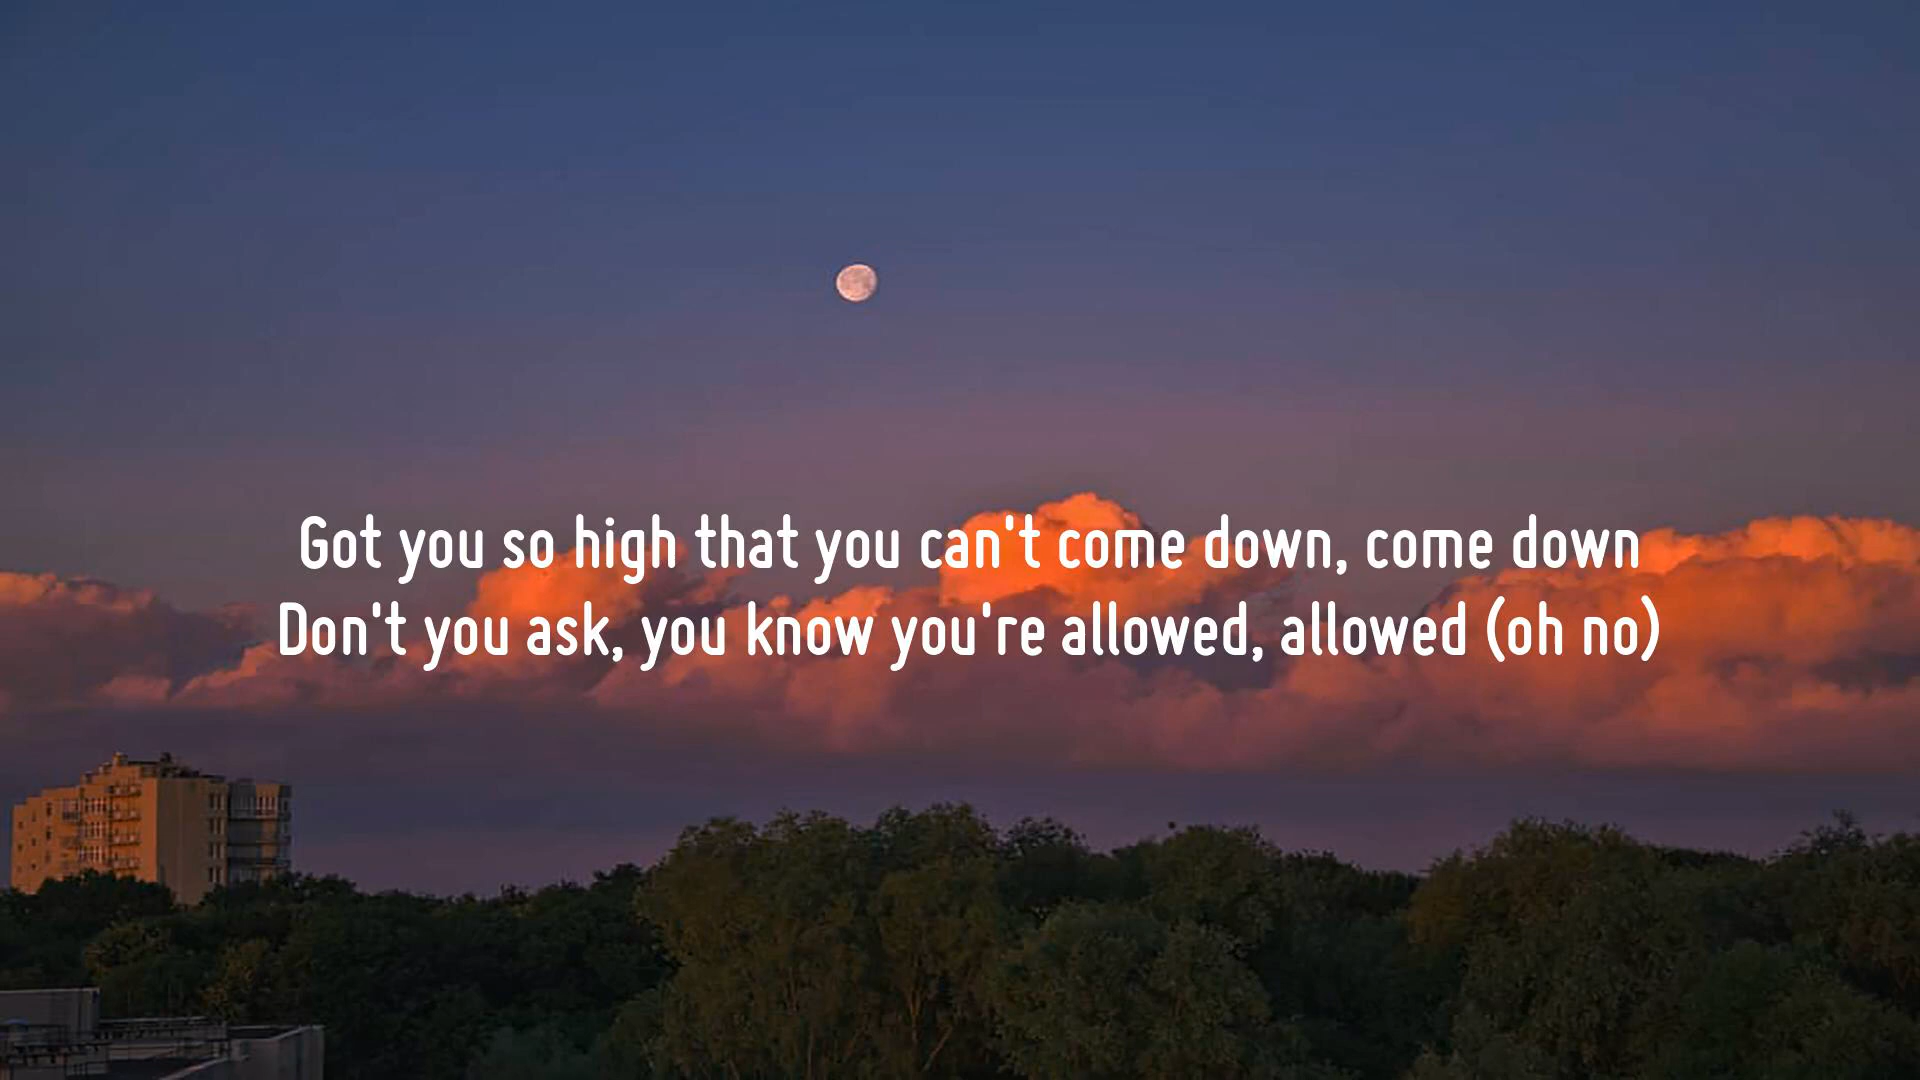 Got you so high that you can't come down, come down
Don't you ask, you know you're allowed, allowed (oh no)